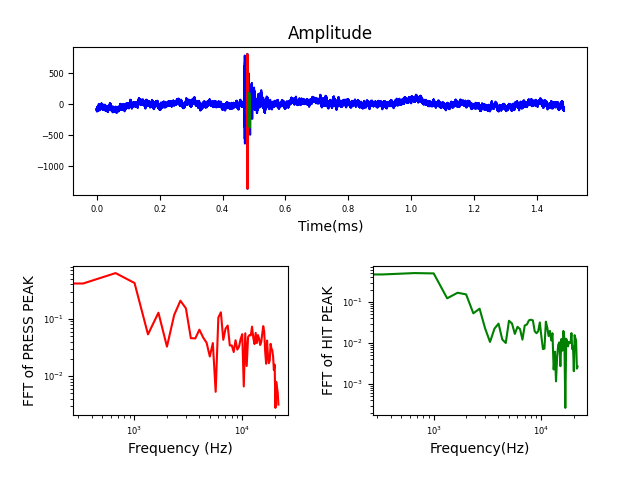 Amplitude
500
0
−500
−1000
0.0 0.2 0.4 0.6 0.8 1.0 1.2 1.4
Time(ms)
FFT of PRESS PEAK
10⁻¹
10⁻²
10³ 10⁴
Frequency (Hz)
FFT of HIT PEAK
10⁻¹
10⁻²
10⁻³
10³ 10⁴
Frequency(Hz)